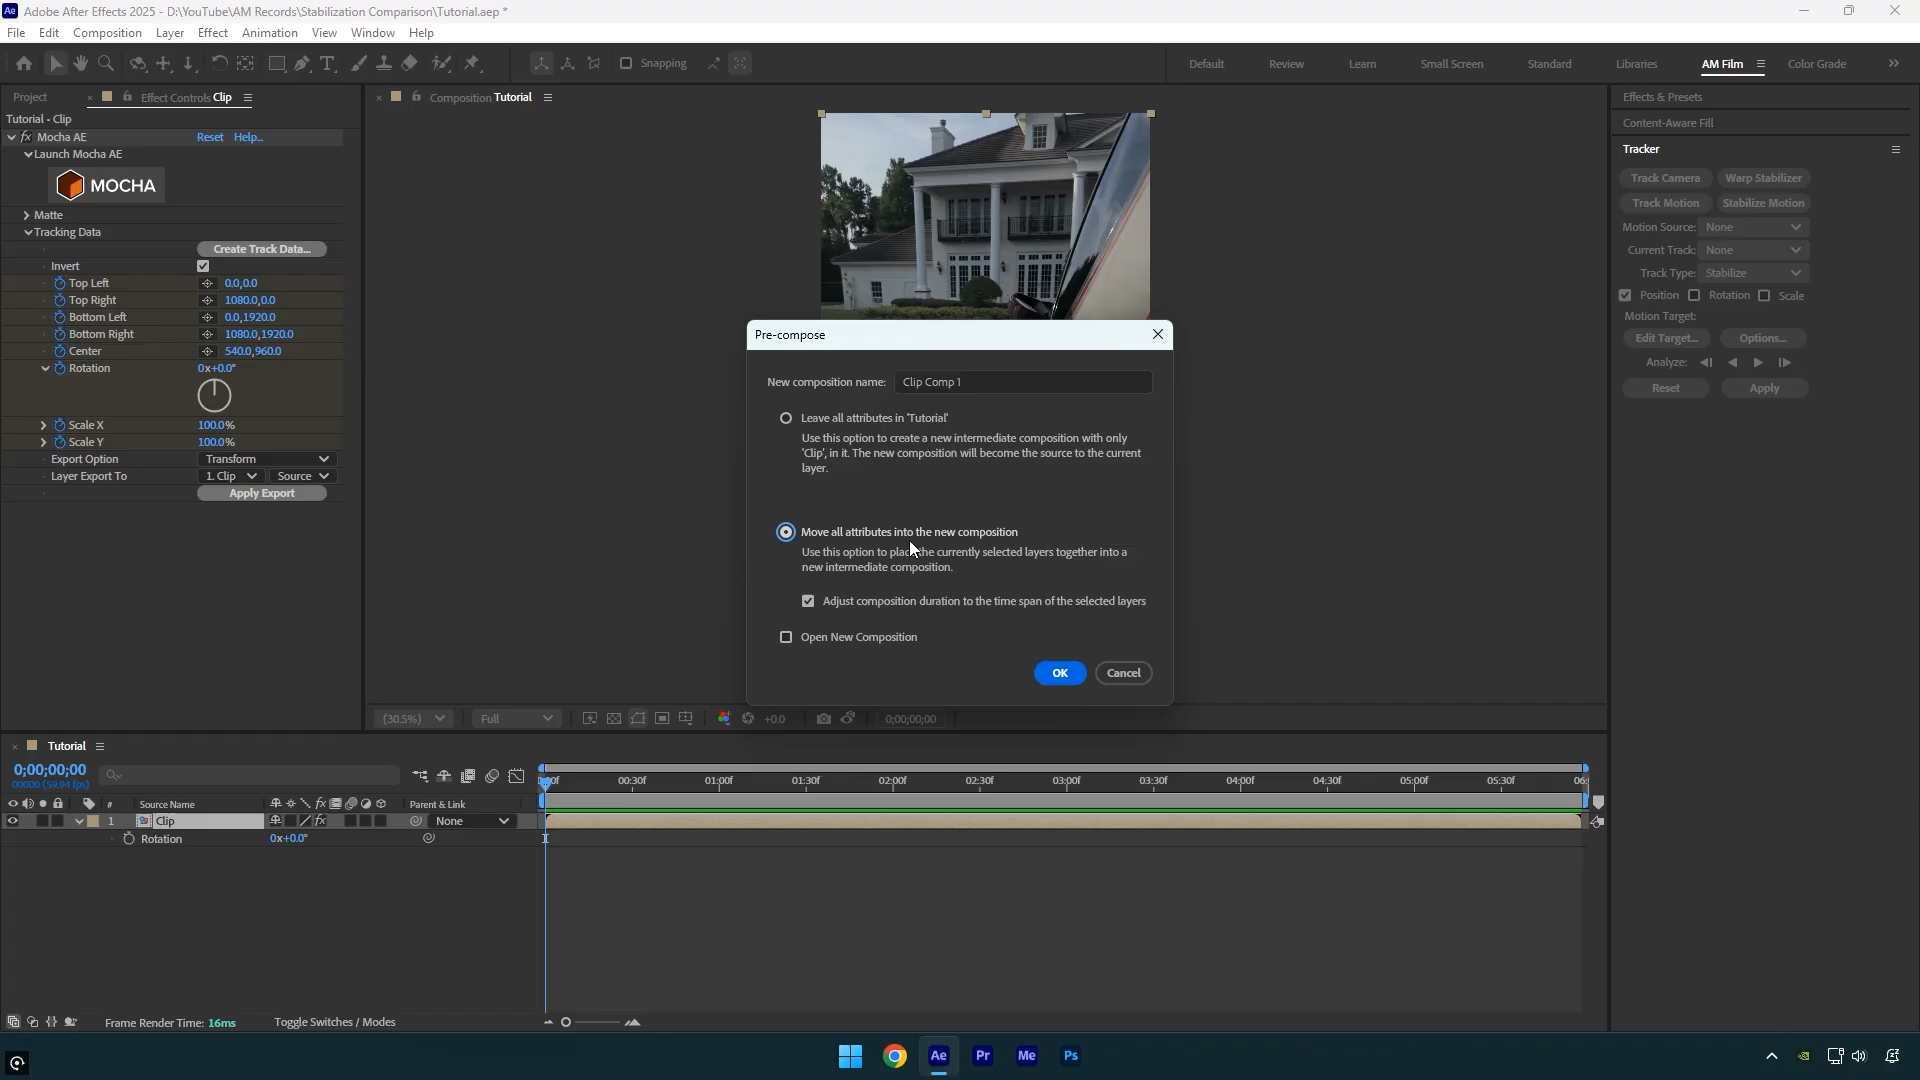 Ae Adobe After Effects 2025 - D:\YouTube\AM Records\Stabilization Comparison\Tutorial.aep *
File Edit Composition Layer Effect Animation View Window Help
Snapping Default Review Learn Small Screen Standard Libraries AM Film Color Grade
Project Effect Controls Clip Composition Tutorial Effects & Presets
Tutorial - Clip
Content-Aware Fill
fx Mocha AE Reset Help...
Launch Mocha AE
MOCHA
Matte
Tracking Data
Create Track Data...
Invert
Top Left 0.0,0.0
Top Right 1080.0,0.0
Bottom Left 0.0,1920.0
Bottom Right 1080.0,1920.0
Center 540.0,960.0
Rotation 0x+0.0°
Scale X 100.0%
Scale Y 100.0%
Export Option Transform
Layer Export To 1. Clip Source
Apply Export
Tracker
Track Camera Warp Stabilizer
Track Motion Stabilize Motion
Motion Source: None
Current Track: None
Track Type: Stabilize
Position Rotation Scale
Motion Target:
Edit Target... Options...
Analyze:
Reset Apply
Pre-compose
New composition name: Clip Comp 1
Leave all attributes in 'Tutorial'
Use this option to create a new intermediate composition with only
'Clip', in it. The new composition will become the source to the current
layer.
Move all attributes into the new composition
Use this option to place the currently selected layers together into a
new intermediate composition.
Adjust composition duration to the time span of the selected layers
Open New Composition
OK Cancel
(30.5%) Full +0.0 0;00;00;00
Tutorial
0;00;00;00
00000 (59.94 fps)
00:30f 01:00f 01:30f 02:00f 02:30f 03:00f 03:30f 04:00f 04:30f 05:00f 05:30f
# Source Name fx Parent & Link
1 Clip fx None
Rotation 0x+0.0°
Frame Render Time: 16ms Toggle Switches / Modes
Ae Pr Me Ps